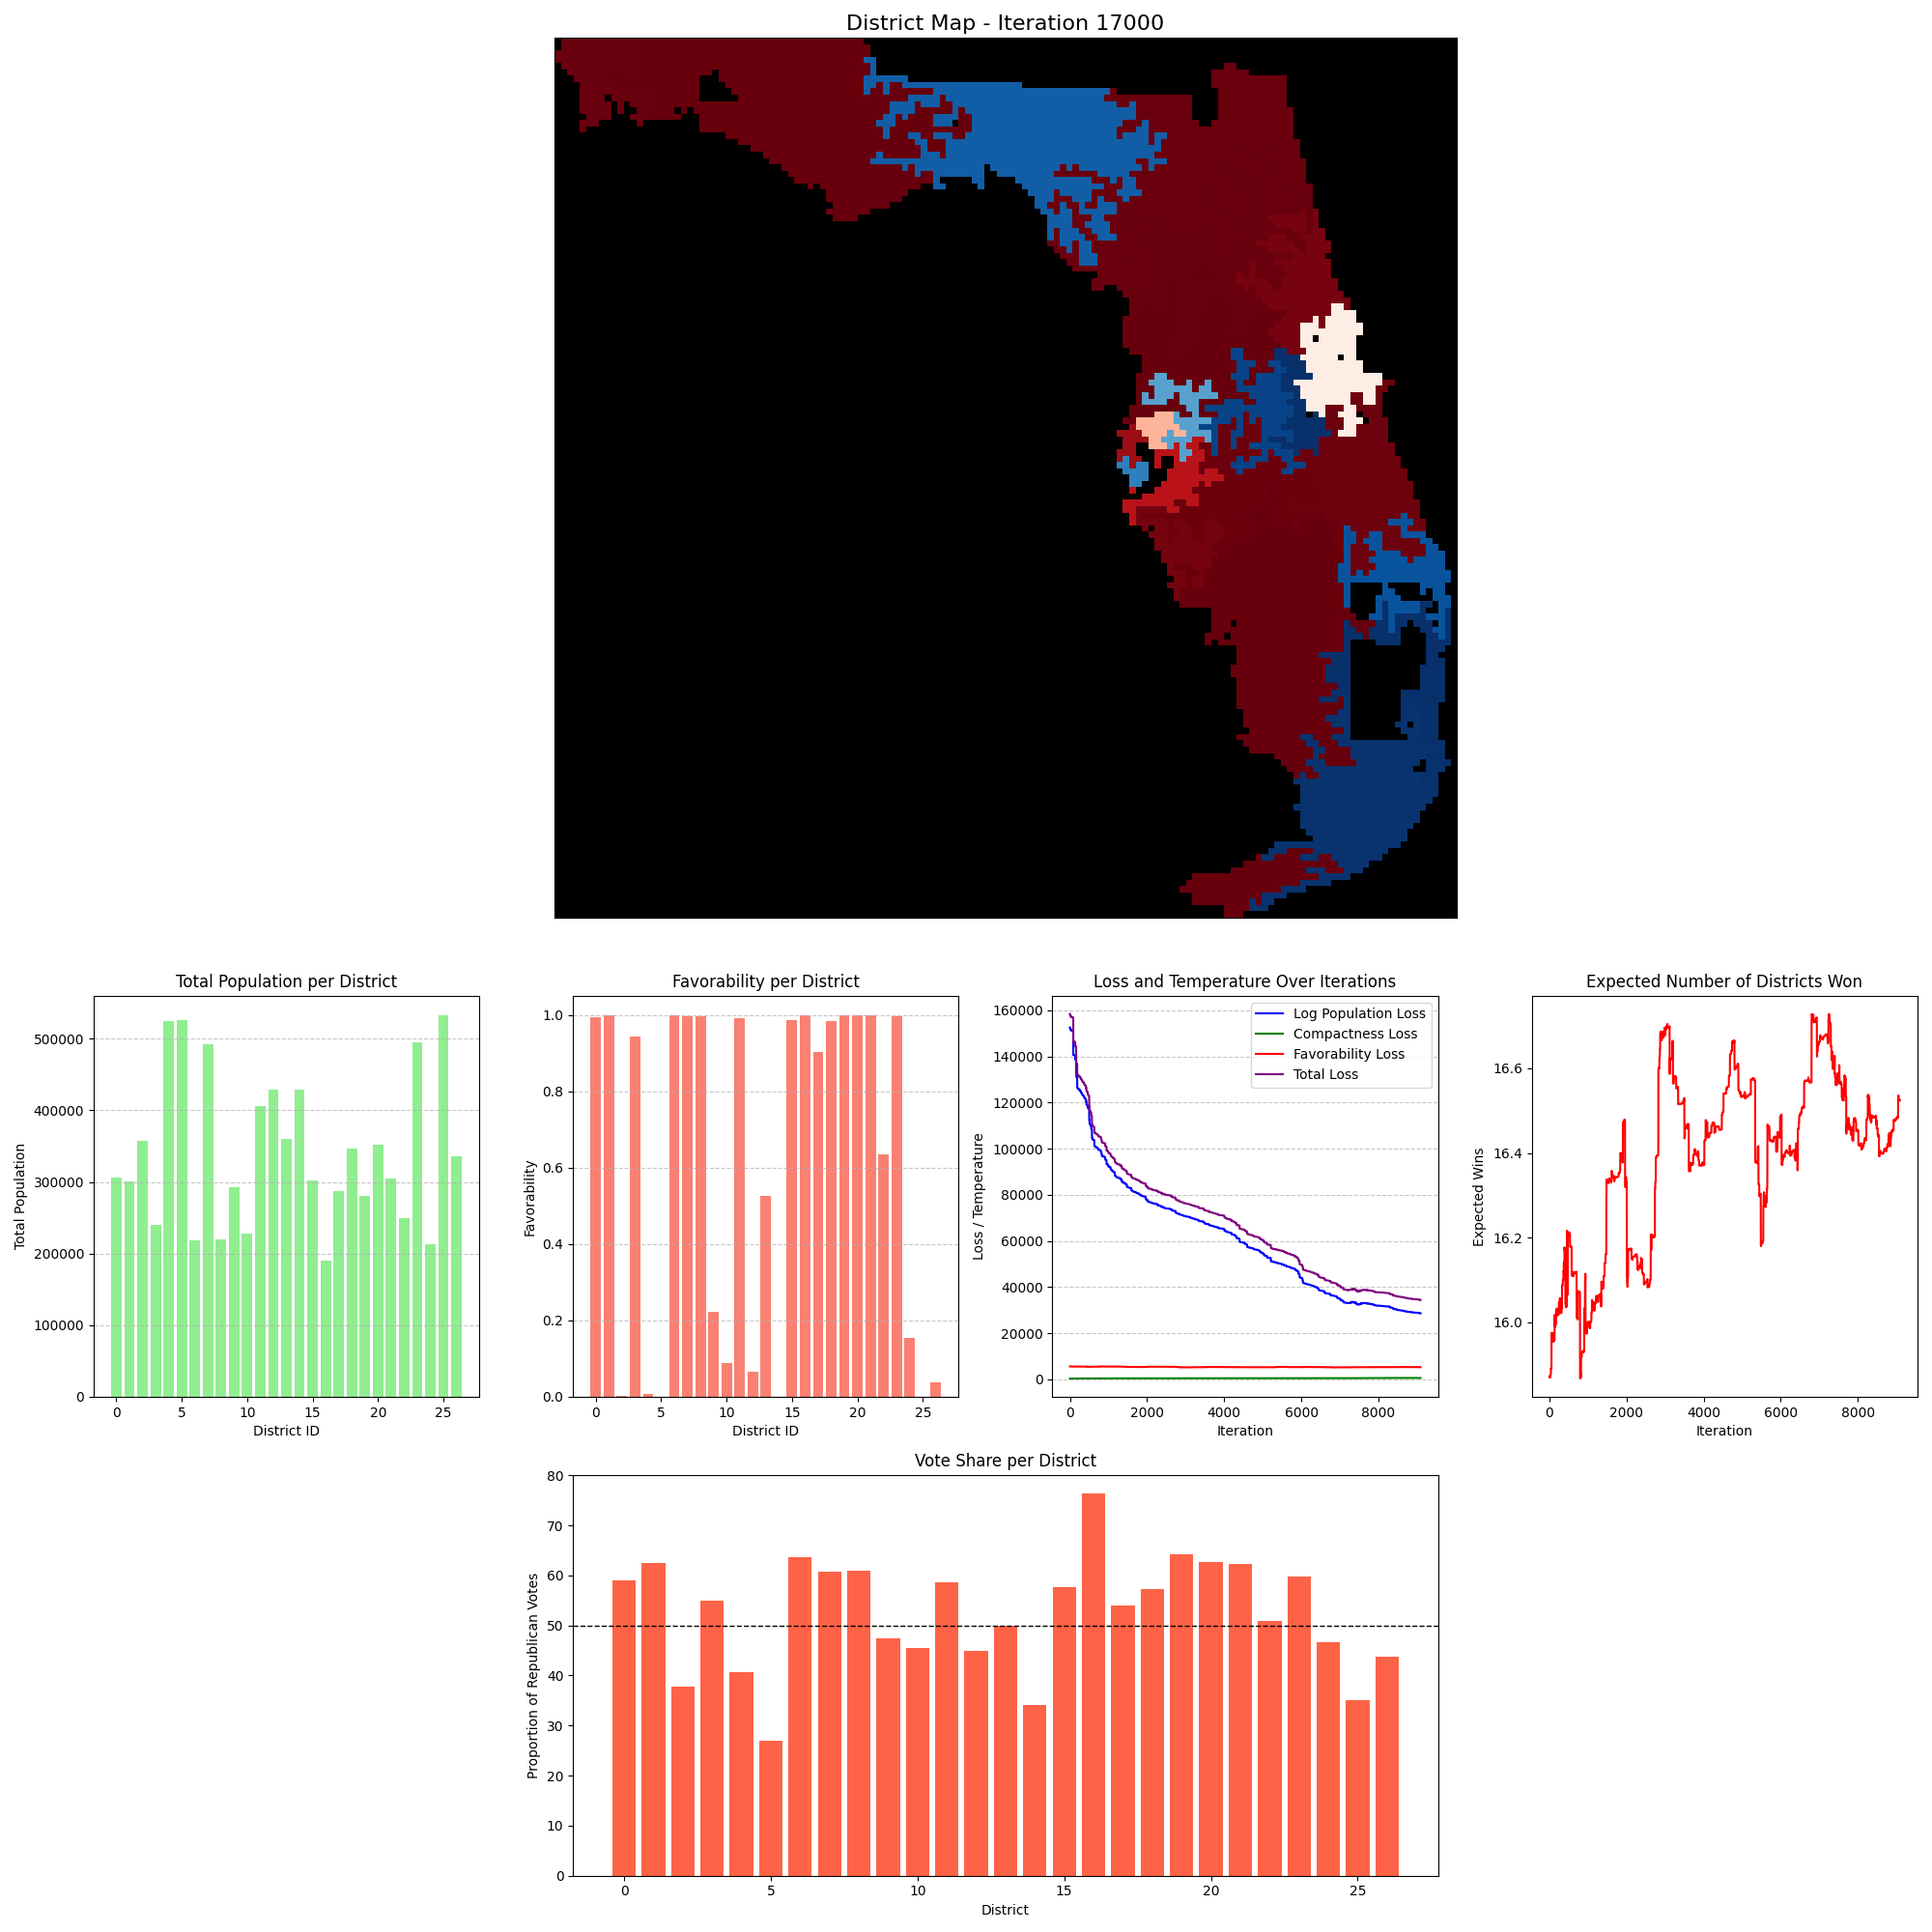 District Map - Iteration 17000
Total Population per District
Total Population
500000
400000
300000
200000
100000
0
0 5 10 15 20 25
District ID
Favorability per District
Favorability
1.0
0.8
0.6
0.4
0.2
0.0
0 5 10 15 20 25
District ID
Loss and Temperature Over Iterations
Loss / Temperature
160000
140000
120000
100000
80000
60000
40000
20000
0
Log Population Loss
Compactness Loss
Favorability Loss
Total Loss
0 2000 4000 6000 8000
Iteration
Expected Number of Districts Won
Expected Wins
16.6
16.4
16.2
16.0
0 2000 4000 6000 8000
Iteration
Vote Share per District
Proportion of Republican Votes
80
70
60
50
40
30
20
10
0
0 5 10 15 20 25
District